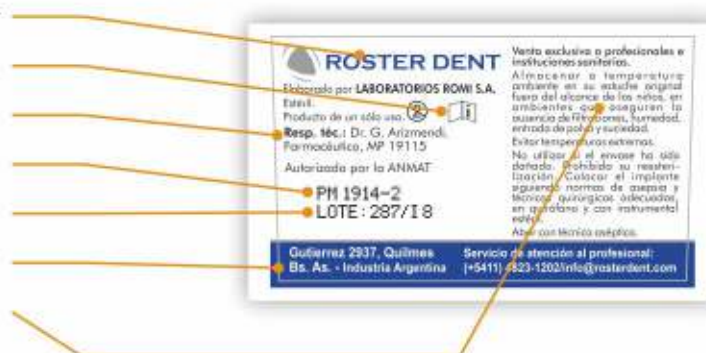 ROSTER DENT
Elaborado por LABORATORIOS ROMI S.A.
Estéril.
Producto de un sólo uso. 2 i
Resp. téc.: Dr. G. Arizmendi,
Farmacéutico, MP 19115
Autorizado por la ANMAT
PM 1914-2
LOTE: 287/I 8
Venta exclusiva a profesionales e
instituciones sanitarias.
Almacenar a temperatura
ambiente en su estuche original
fuera del alcance de los niños, en
ambientes que aseguren la
ausencia de filtraciones, humedad,
entrada de polvo y suciedad.
Evitar temperaturas extremas.
No utilizar si el envase ha sido
dañado. Prohibida su reesteri-
lización. Colocar el implante
siguiendo normas de asepsia y
técnicas quirúrgicas adecuadas,
en quirófano y con instrumental
estéril.
Abrir con técnica aséptica.
Gutierrez 2937, Quilmes
Bs. As. - Industria Argentina
Servicio de atención al profesional:
(+5411) 4823-1202/info@rosterdent.com